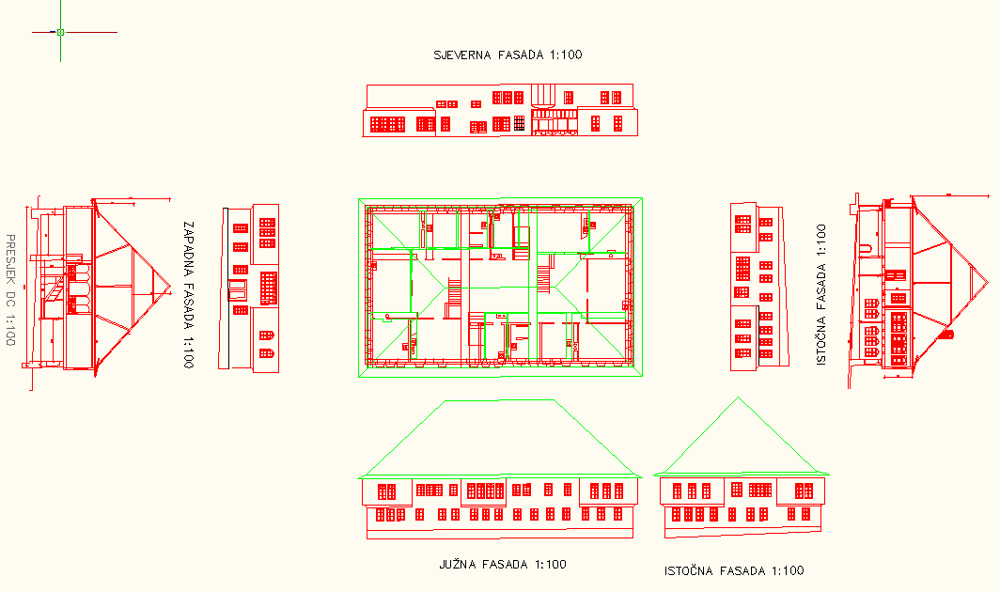 SJEVERNA FASADA 1:100
PRESJEK DC 1:100
ZAPADNA FASADA 1:100
ISTOČNA FASADA 1:100
JUŽNA FASADA 1:100
ISTOČNA FASADA 1:100